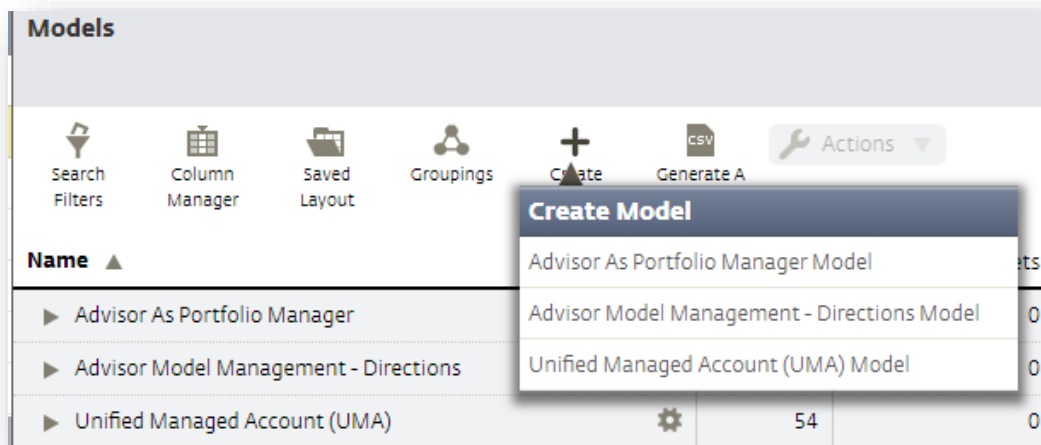 Models
Search
Filters
Column
Manager
Saved
Layout
Groupings
Create
CSV
Generate A
Actions
Create Model
Advisor As Portfolio Manager Model
Advisor Model Management - Directions Model
Unified Managed Account (UMA) Model
Name
ts
Advisor As Portfolio Manager
0
Advisor Model Management - Directions
0
Unified Managed Account (UMA)
54
0